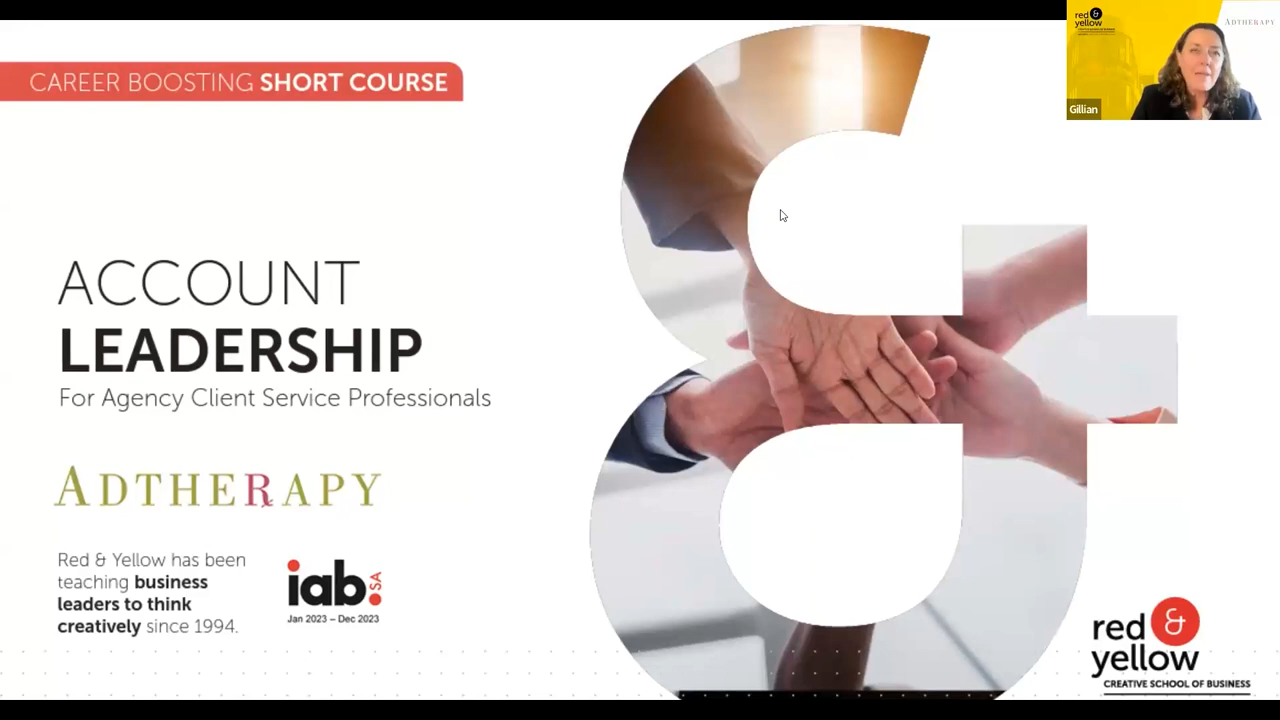 CAREER BOOSTING SHORT COURSE
ACCOUNT
LEADERSHIP
For Agency Client Service Professionals
ADTHERAPY
Red & Yellow has been
teaching business
leaders to think
creatively since 1994.
iab.SA
Jan 2023 – Dec 2023
red &
yellow
CREATIVE SCHOOL OF BUSINESS
red &
yellow
ADTHERAPY
Gillian